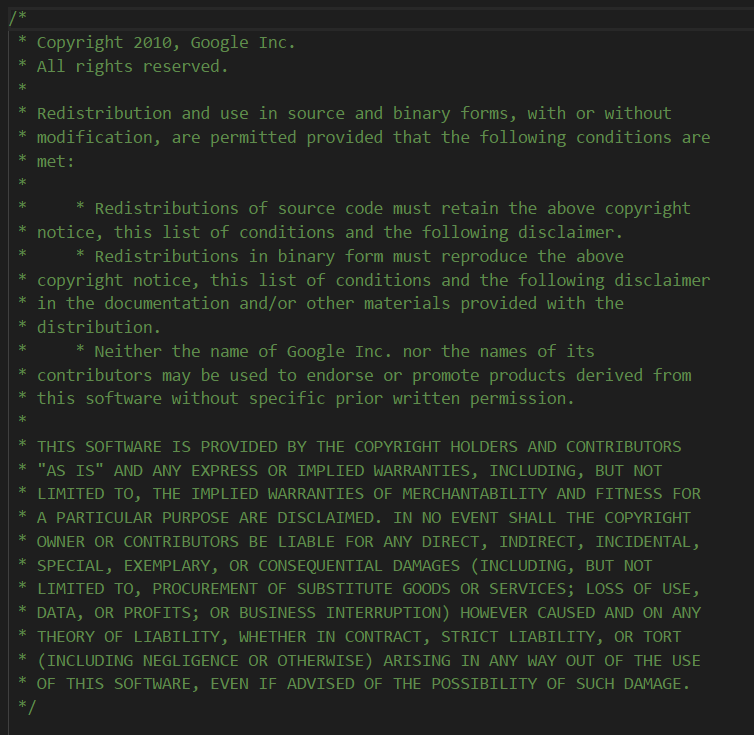 /*
 * Copyright 2010, Google Inc.
 * All rights reserved.
 *
 * Redistribution and use in source and binary forms, with or without
 * modification, are permitted provided that the following conditions are
 * met:
 *
 *     * Redistributions of source code must retain the above copyright
 * notice, this list of conditions and the following disclaimer.
 *     * Redistributions in binary form must reproduce the above
 * copyright notice, this list of conditions and the following disclaimer
 * in the documentation and/or other materials provided with the
 * distribution.
 *     * Neither the name of Google Inc. nor the names of its
 * contributors may be used to endorse or promote products derived from
 * this software without specific prior written permission.
 *
 * THIS SOFTWARE IS PROVIDED BY THE COPYRIGHT HOLDERS AND CONTRIBUTORS
 * "AS IS" AND ANY EXPRESS OR IMPLIED WARRANTIES, INCLUDING, BUT NOT
 * LIMITED TO, THE IMPLIED WARRANTIES OF MERCHANTABILITY AND FITNESS FOR
 * A PARTICULAR PURPOSE ARE DISCLAIMED. IN NO EVENT SHALL THE COPYRIGHT
 * OWNER OR CONTRIBUTORS BE LIABLE FOR ANY DIRECT, INDIRECT, INCIDENTAL,
 * SPECIAL, EXEMPLARY, OR CONSEQUENTIAL DAMAGES (INCLUDING, BUT NOT
 * LIMITED TO, PROCUREMENT OF SUBSTITUTE GOODS OR SERVICES; LOSS OF USE,
 * DATA, OR PROFITS; OR BUSINESS INTERRUPTION) HOWEVER CAUSED AND ON ANY
 * THEORY OF LIABILITY, WHETHER IN CONTRACT, STRICT LIABILITY, OR TORT
 * (INCLUDING NEGLIGENCE OR OTHERWISE) ARISING IN ANY WAY OUT OF THE USE
 * OF THIS SOFTWARE, EVEN IF ADVISED OF THE POSSIBILITY OF SUCH DAMAGE.
 */